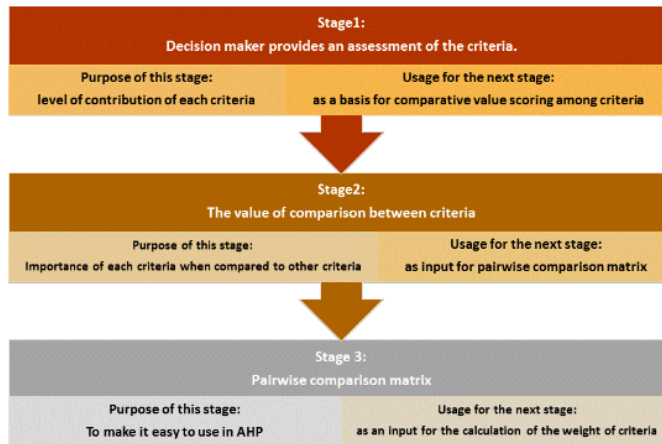 Stage1:
Decision maker provides an assessment of the criteria.
Purpose of this stage:
level of contribution of each criteria
Usage for the next stage:
as a basis for comparative value scoring among criteria
Stage2:
The value of comparison between criteria
Purpose of this stage:
Importance of each criteria when compared to other criteria
Usage for the next stage:
as input for pairwise comparison matrix
Stage 3:
Pairwise comparison matrix
Purpose of this stage:
To make it easy to use in AHP
Usage for the next stage:
as an input for the calculation of the weight of criteria